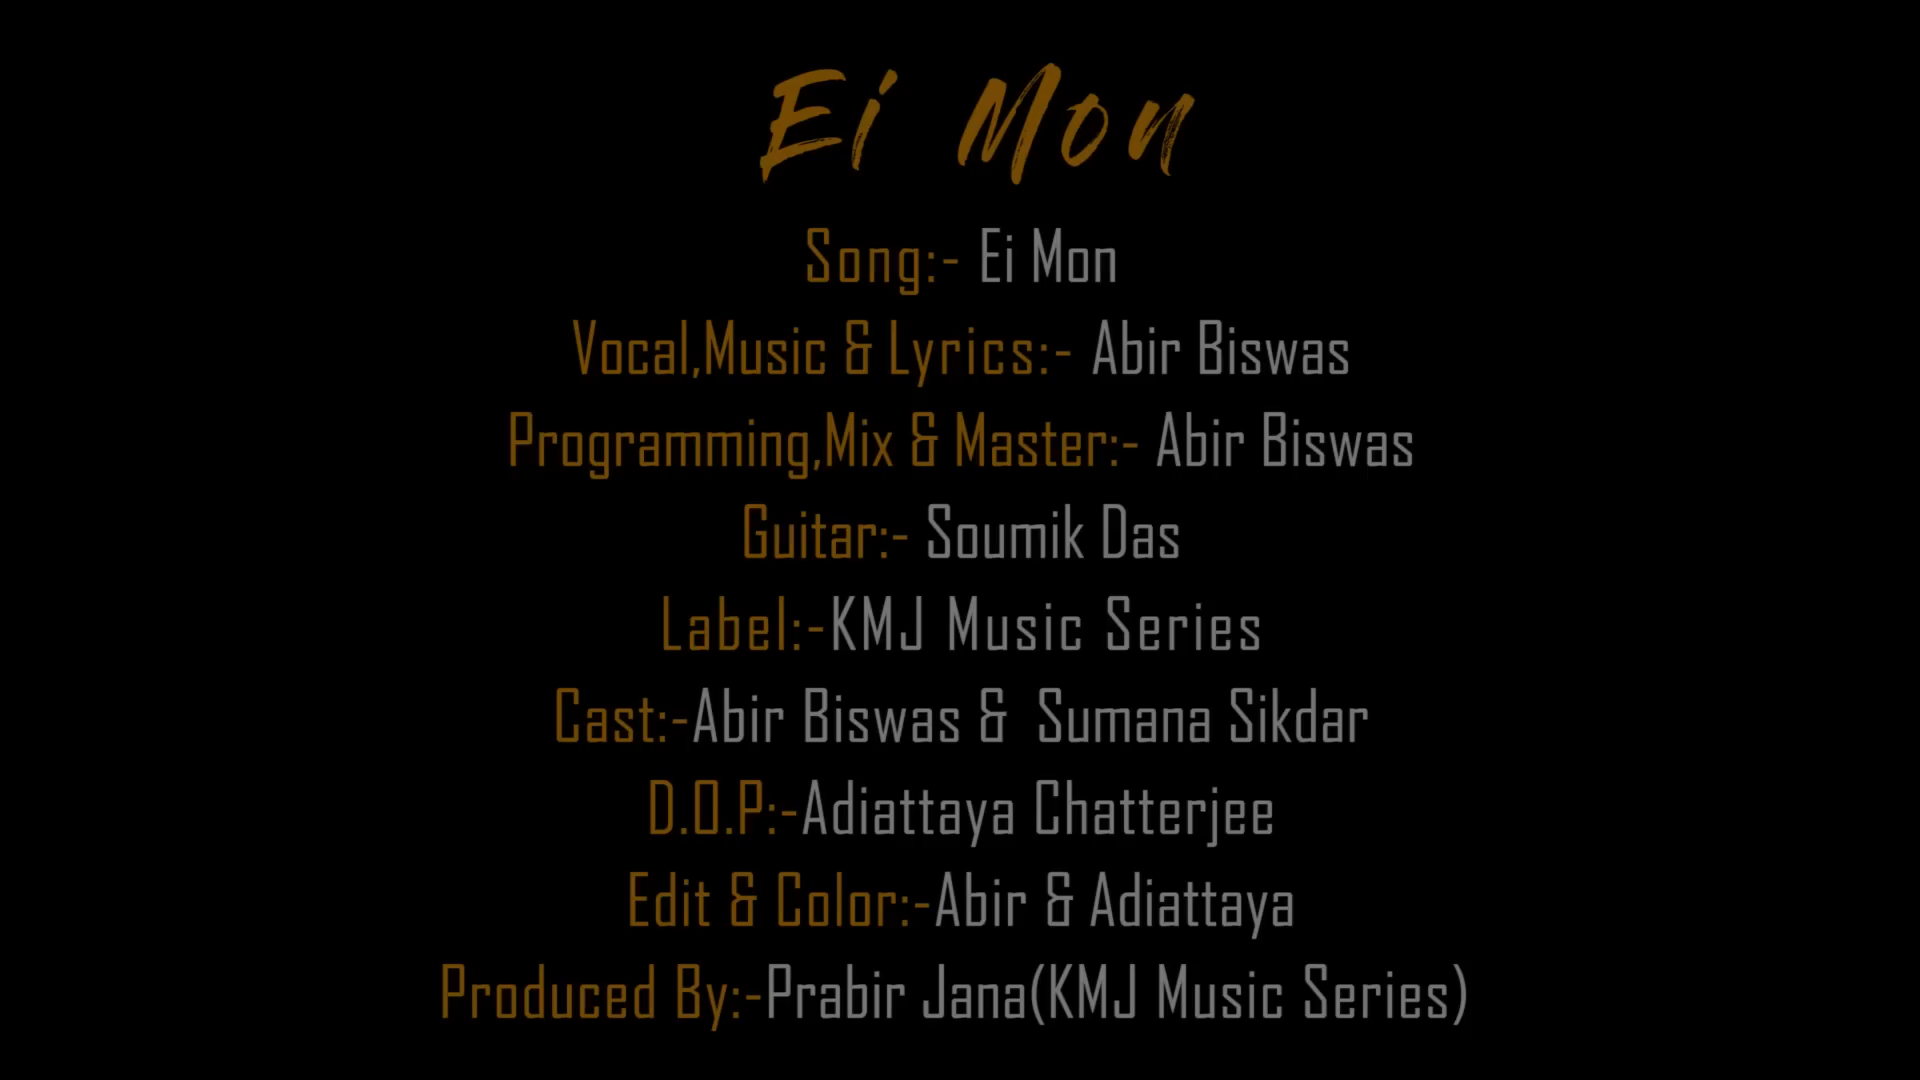 Ei Mon
Song:- Ei Mon
Vocal,Music & Lyrics:- Abir Biswas
Programming,Mix & Master:- Abir Biswas
Guitar:- Soumik Das
Label:-KMJ Music Series
Cast:-Abir Biswas & Sumana Sikdar
D.O.P:-Adiattaya Chatterjee
Edit & Color:-Abir & Adiattaya
Produced By:-Prabir Jana(KMJ Music Series)